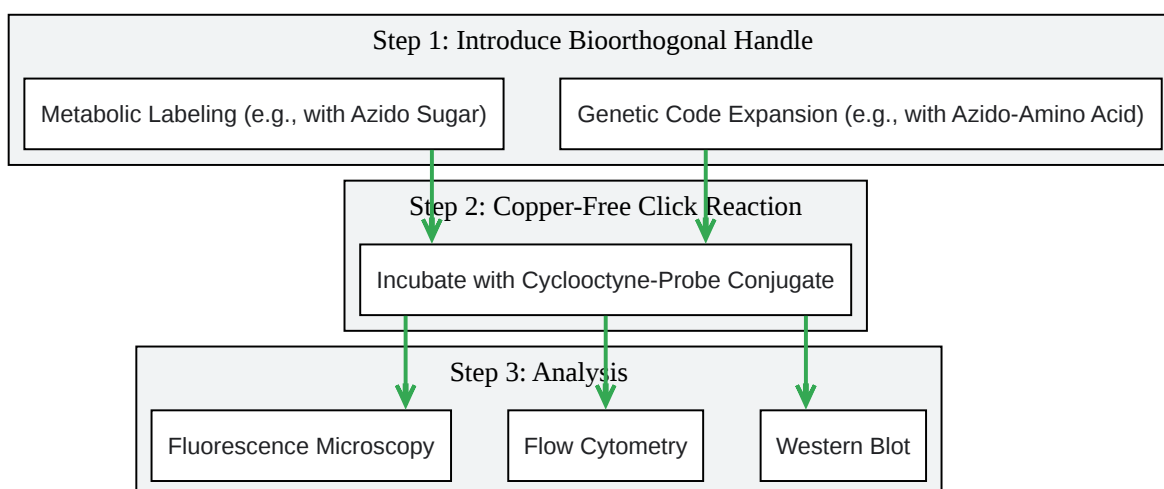 Step 1: Introduce Bioorthogonal Handle
Metabolic Labeling (e.g., with Azido Sugar)
Genetic Code Expansion (e.g., with Azido-Amino Acid)
Step 2: Copper-Free Click Reaction
Incubate with Cyclooctyne-Probe Conjugate
Step 3: Analysis
Fluorescence Microscopy
Flow Cytometry
Western Blot